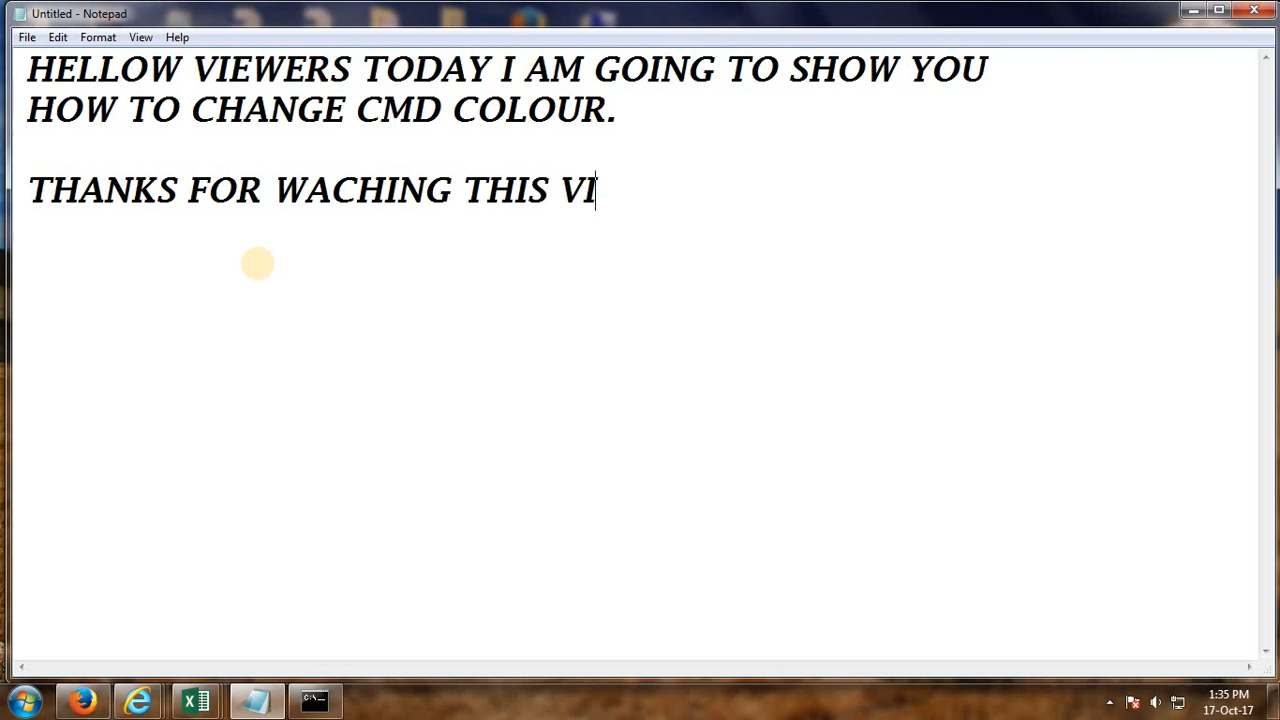 Untitled - Notepad
File Edit Format View Help
HELLOW VIEWERS TODAY I AM GOING TO SHOW YOU
HOW TO CHANGE CMD COLOUR.
THANKS FOR WACHING THIS VI
1:35 PM
17-Oct-17